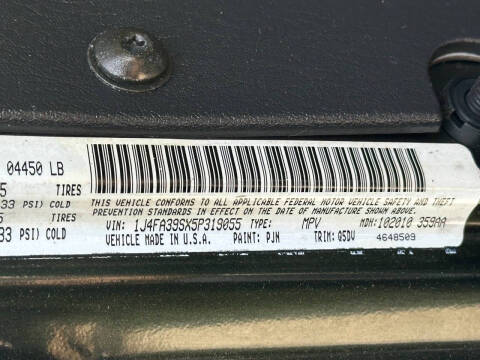 04450 LB
5 TIRES
33 PSI) COLD
5 TIRES
33 PSI) COLD
THIS VEHICLE CONFORMS TO ALL APPLICABLE FEDERAL MOTOR VEHICLE SAFETY AND THEFT
PREVENTION STANDARDS IN EFFECT ON THE DATE OF MANUFACTURE SHOWN ABOVE.
VIN: 1J4FA39SX5P319055 TYPE: MPV MDH: 102010 359AA
VEHICLE MADE IN U.S.A. PAINT: PJN TRIM: Q5DV 4648509